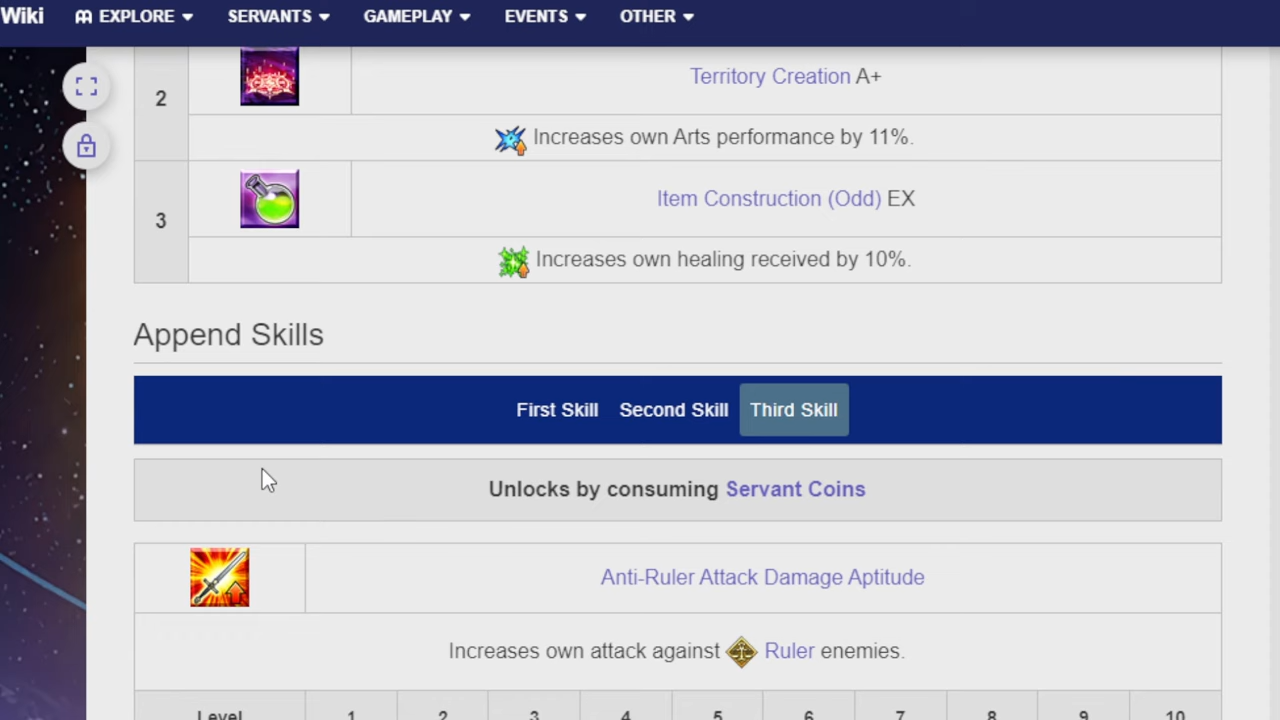 Wiki EXPLORE SERVANTS GAMEPLAY EVENTS OTHER
2 Territory Creation A+
Increases own Arts performance by 11%.
3 Item Construction (Odd) EX
Increases own healing received by 10%.
Append Skills
First Skill Second Skill Third Skill
Unlocks by consuming Servant Coins
Anti-Ruler Attack Damage Aptitude
Increases own attack against Ruler enemies.
Level 1 2 3 4 5 6 7 8 9 10